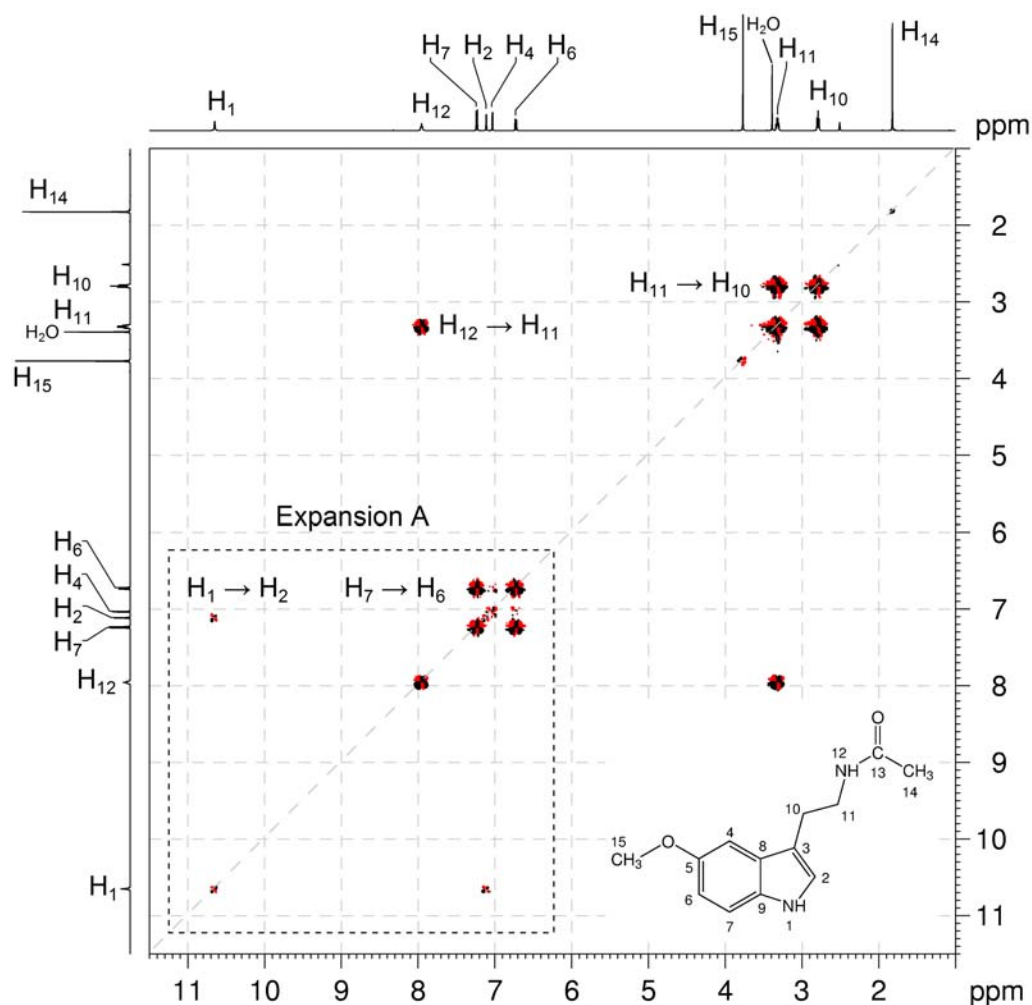 H₁₅ H₂O H₁₁ H₁₄
H₇ H₂ H₄ H₆
H₁ H₁₂ H₁₀
ppm
H₁₄
H₁₀
H₁₁
H₂O
H₁₅
H₁₁ → H₁₀
H₁₂ → H₁₁
2
3
4
5
6
7
8
9
10
11
Expansion A
H₆
H₄
H₂
H₇
H₁₂
H₁
H₁ → H₂ H₇ → H₆
O
12
NH C 13 CH₃ 14
10 11
15 CH₃ O 5 4 8 3 2
6 7 9 NH 1
11 10 9 8 7 6 5 4 3 2 ppm